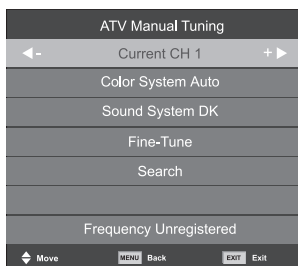 ATV Manual Tuning
◀- Current CH 1 +▶
Color System Auto
Sound System DK
Fine-Tune
Search
Frequency Unregistered
Move MENU Back EXIT Exit